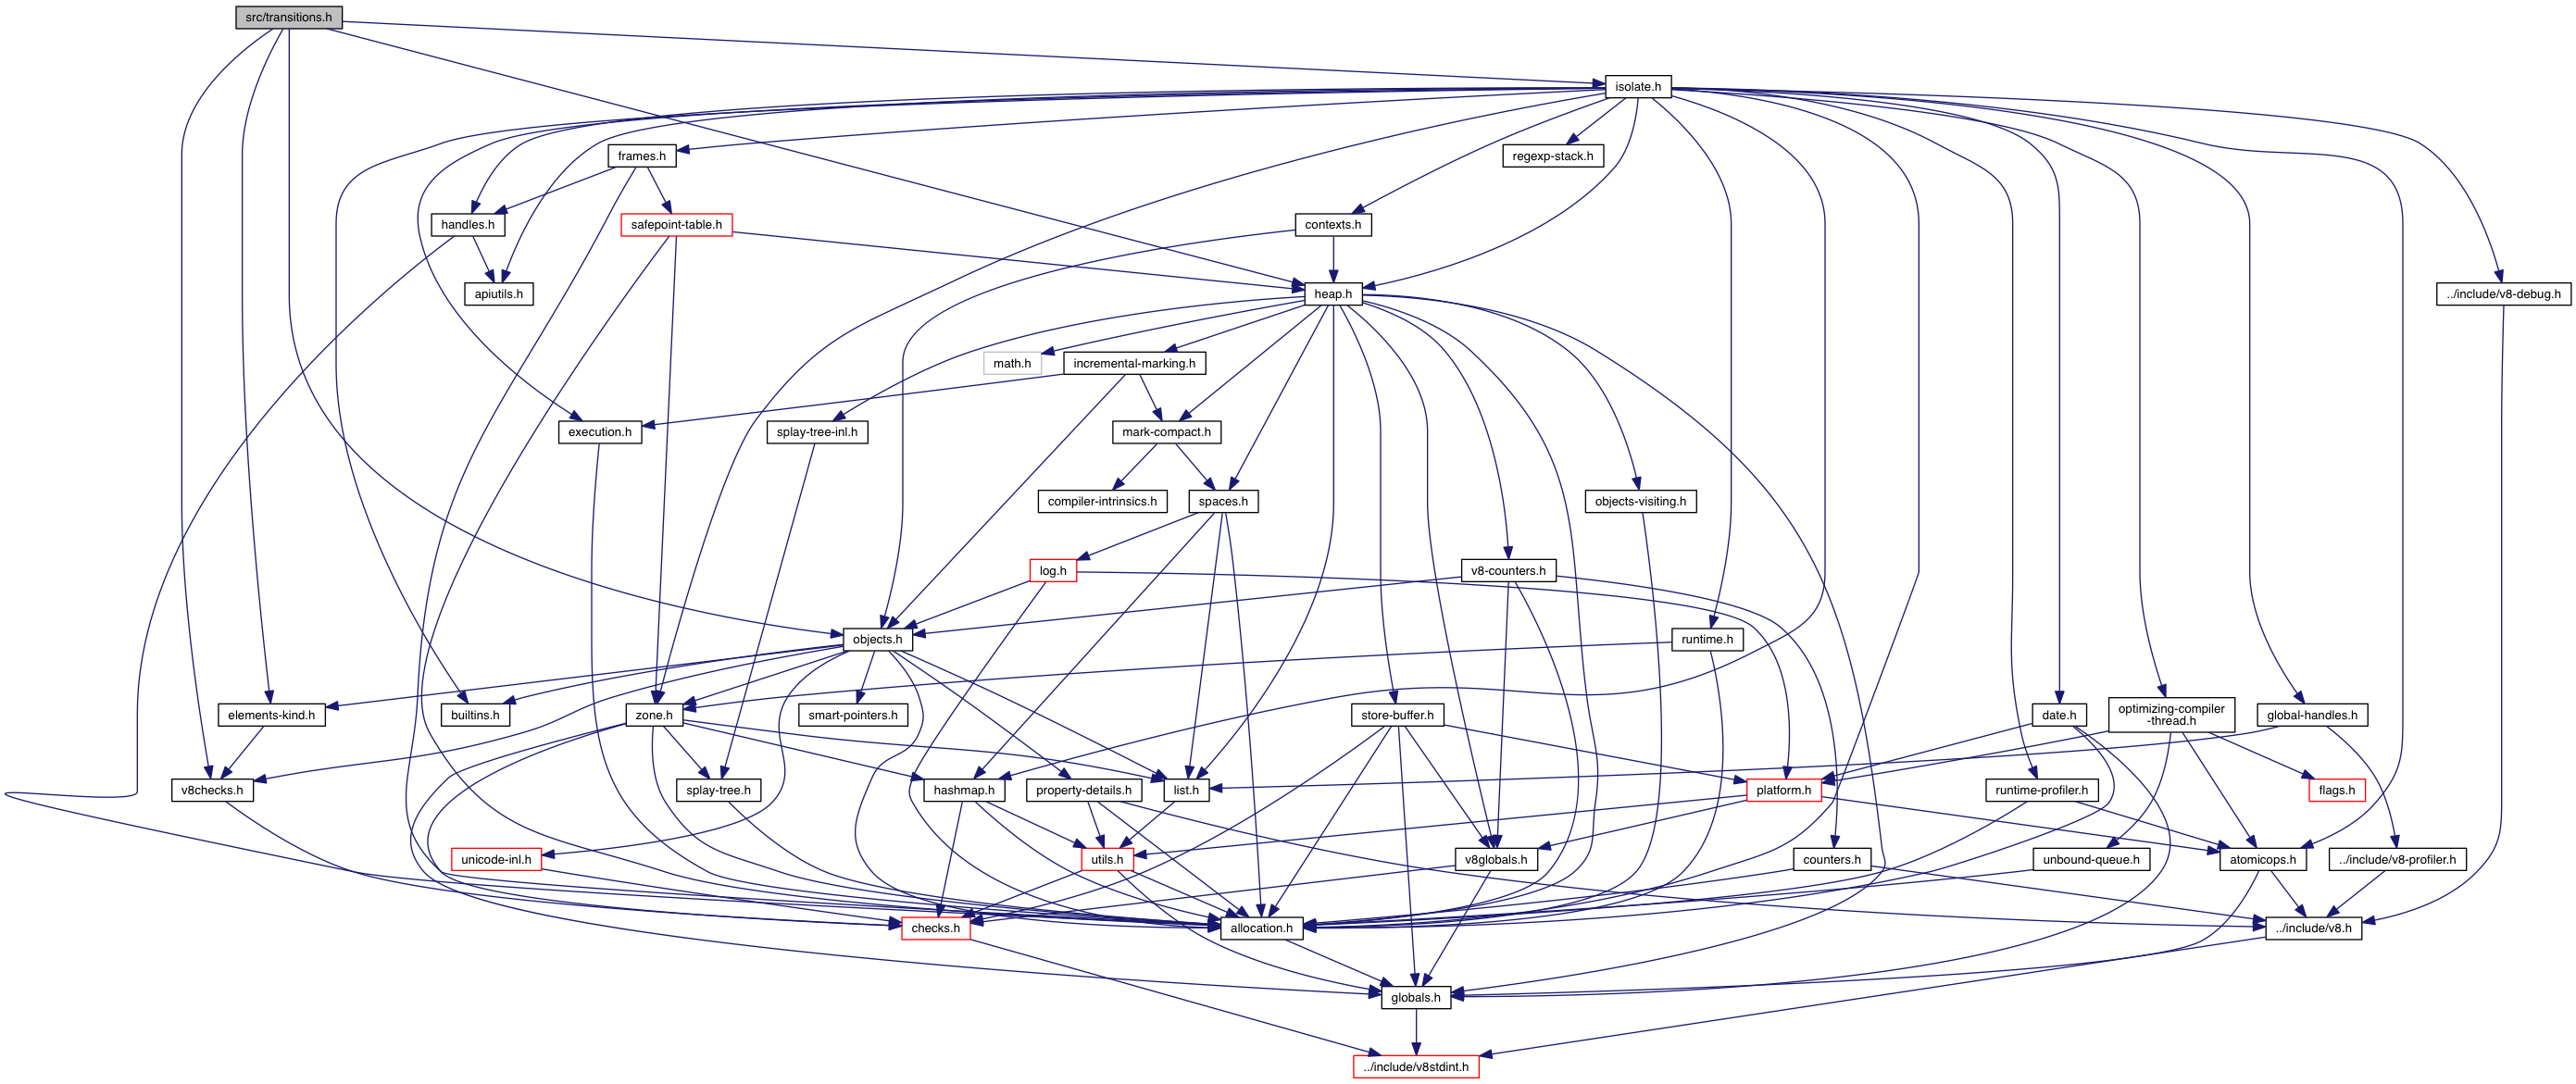 src/transitions.h
isolate.h
frames.h
regexp-stack.h
handles.h
safepoint-table.h
contexts.h
apiutils.h
heap.h
../include/v8-debug.h
math.h
incremental-marking.h
execution.h
splay-tree-inl.h
mark-compact.h
compiler-intrinsics.h
spaces.h
objects-visiting.h
log.h
v8-counters.h
objects.h
runtime.h
elements-kind.h
builtins.h
zone.h
smart-pointers.h
store-buffer.h
date.h
optimizing-compiler
-thread.h
global-handles.h
v8checks.h
splay-tree.h
hashmap.h
property-details.h
list.h
platform.h
runtime-profiler.h
flags.h
unicode-inl.h
utils.h
v8globals.h
counters.h
unbound-queue.h
atomicops.h
../include/v8-profiler.h
checks.h
allocation.h
../include/v8.h
globals.h
../include/v8stdint.h